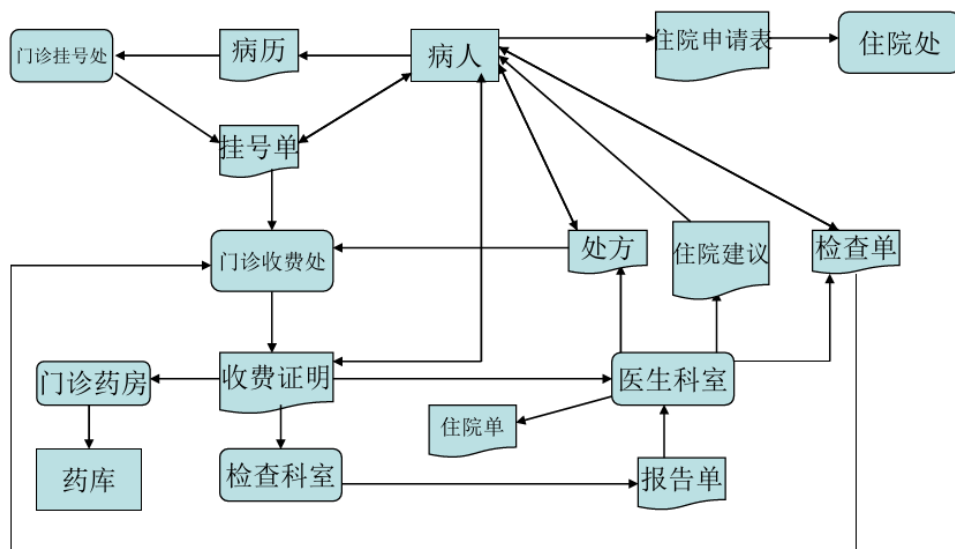 门诊挂号处
病历
病人
住院申请表
住院处
挂号单
门诊收费处
处方
住院建议
检查单
门诊药房
收费证明
医生科室
住院单
药库
检查科室
报告单